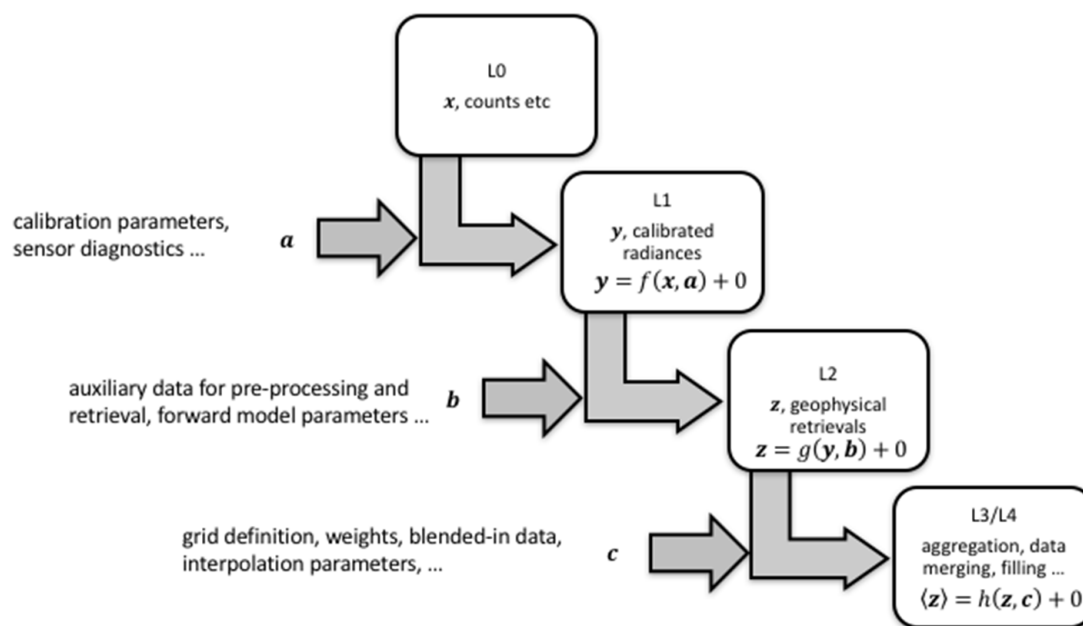 L0
x, counts etc
calibration parameters,
sensor diagnostics ...
a
L1
y, calibrated
radiances
y = f(x, a) + 0
auxiliary data for pre-processing and
retrieval, forward model parameters ...
b
L2
z, geophysical
retrievals
z = g(y, b) + 0
grid definition, weights, blended-in data,
interpolation parameters, ...
c
L3/L4
aggregation, data
merging, filling ...
⟨z⟩ = h(z, c) + 0